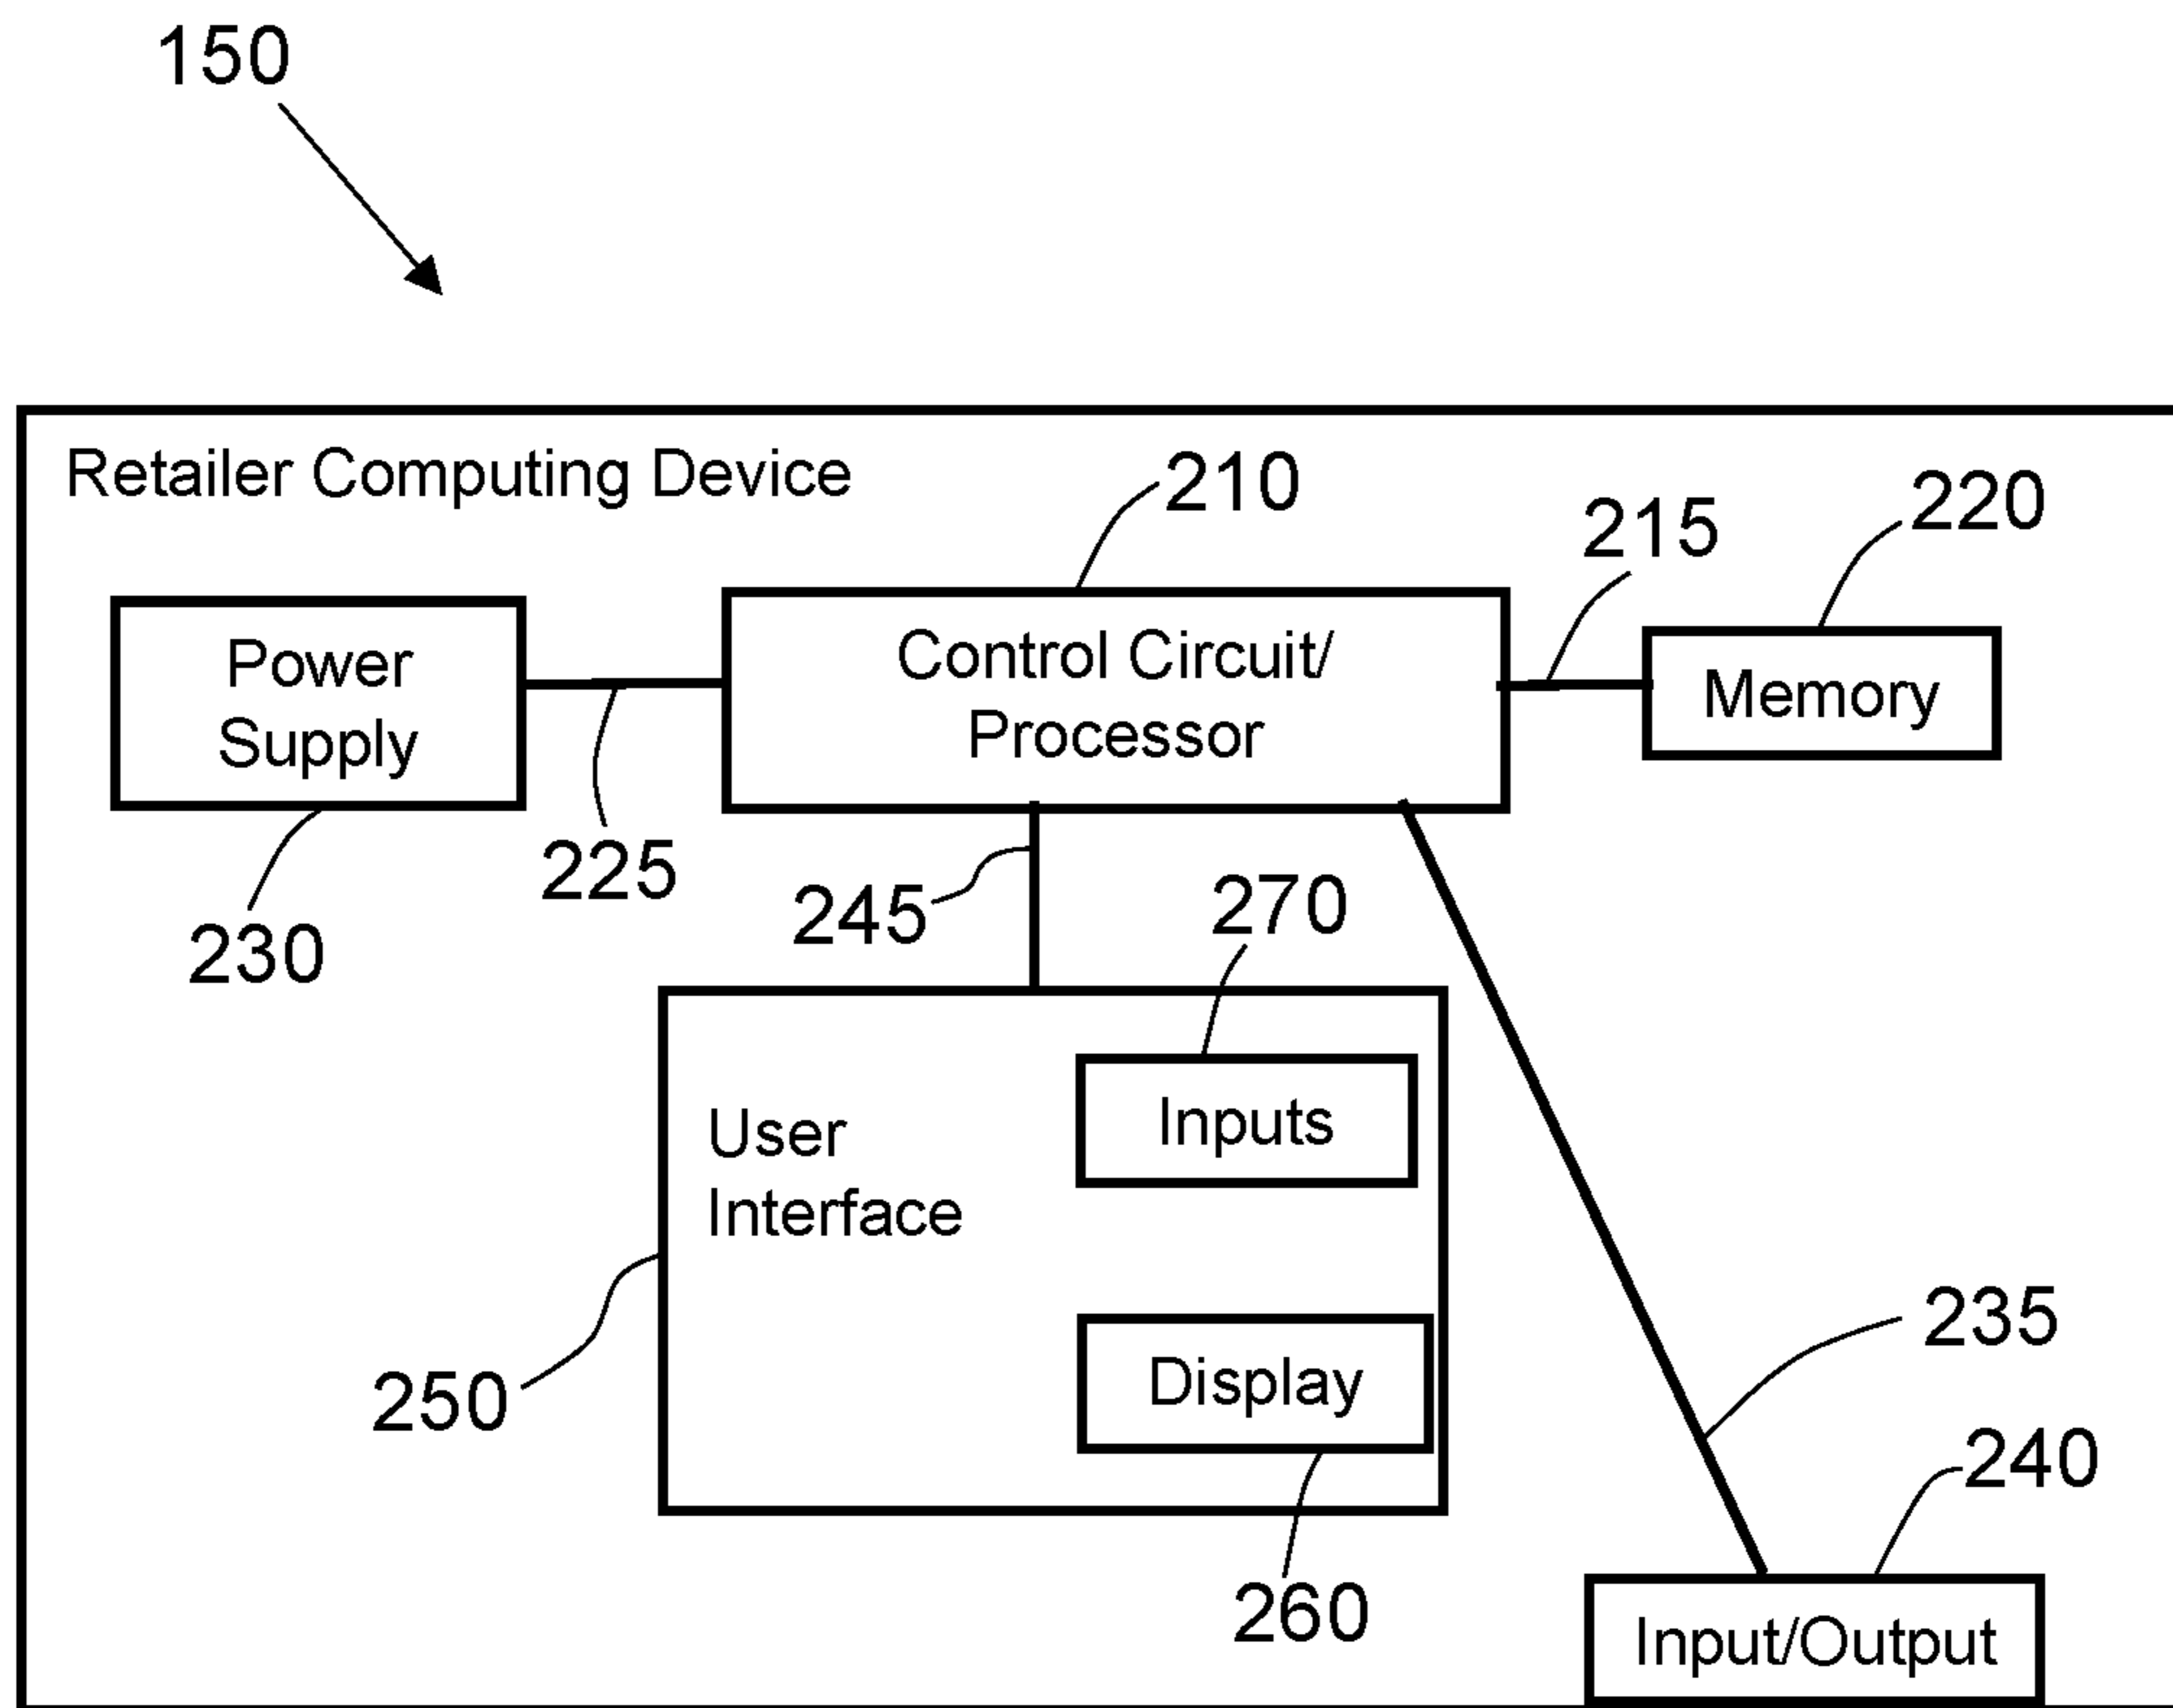 150
Retailer Computing Device
210
215
220
Power
Supply
Control Circuit/
Processor
Memory
225
230
245
270
User
Interface
Inputs
250
Display
235
240
260
Input/Output